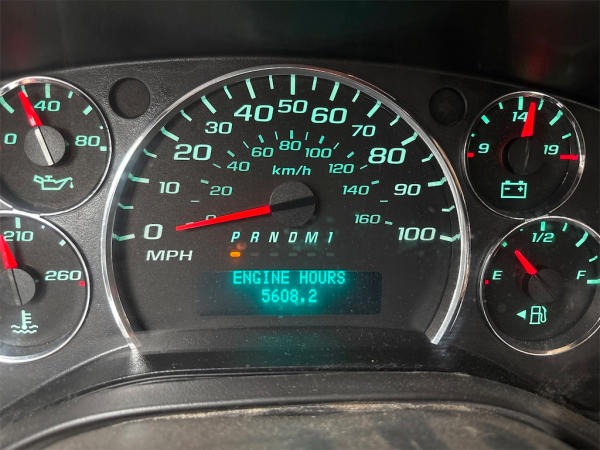 0 40 80
210 260
0 10 20 30 40 50 60 70 80 90 100
20 40 60 80 100 120 140 160
km/h
MPH
P R N D M 1
ENGINE HOURS
5608.2
9 14 19
E 1/2 F